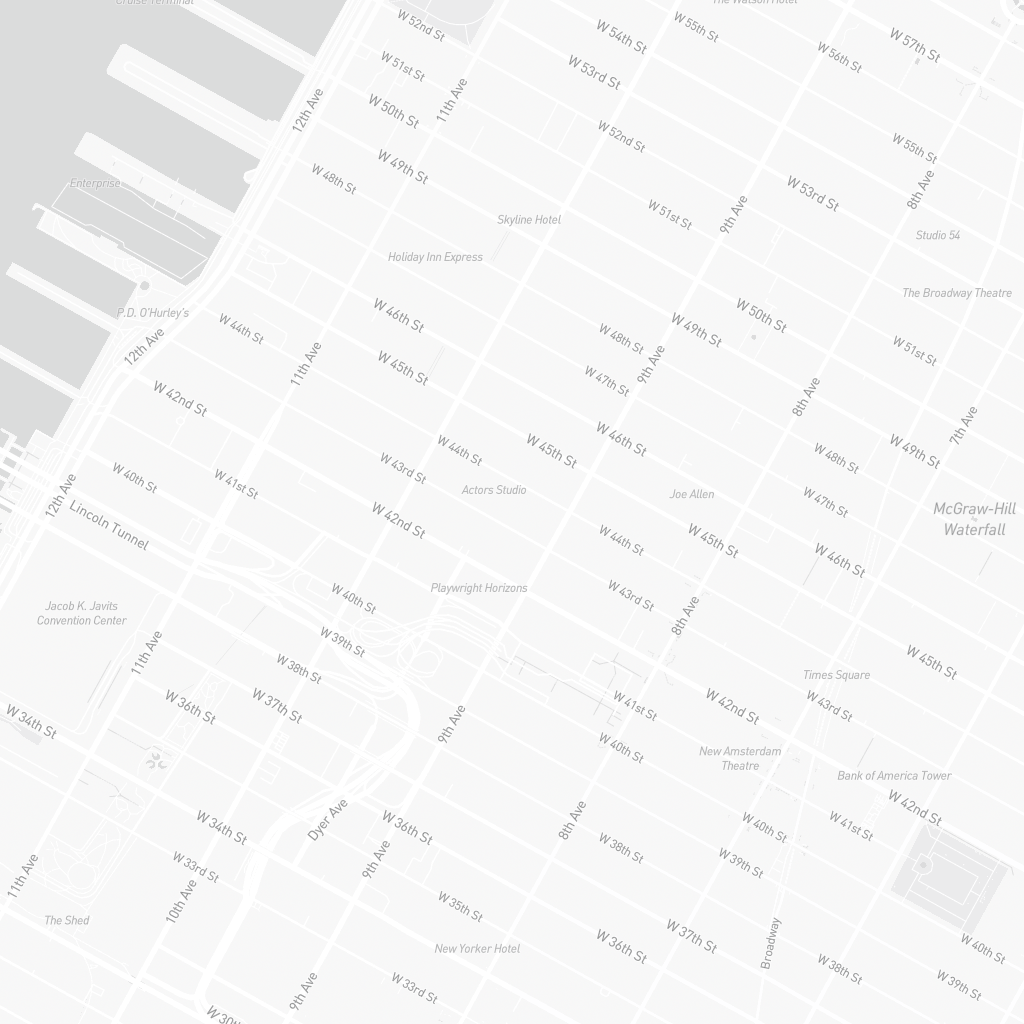 Cruise Terminal
The Watson Hotel
W 52nd St
W 54th St
W 55th St
W 57th St
W 56th St
W 51st St
W 53rd St
11th Ave
12th Ave
W 50th St
W 52nd St
W 55th St
W 49th St
W 48th St
Enterprise
W 53rd St
8th Ave
9th Ave
W 51st St
Skyline Hotel
Studio 54
Holiday Inn Express
The Broadway Theatre
P.D. O'Hurley's
W 46th St
W 50th St
W 44th St
W 49th St
W 48th St
12th Ave
W 51st St
11th Ave
W 45th St
9th Ave
W 47th St
W 42nd St
8th Ave
7th Ave
W 46th St
W 44th St
W 45th St
W 49th St
W 48th St
W 43rd St
W 40th St
W 41st St
Actors Studio
Joe Allen
12th Ave
W 47th St
McGraw-Hill
Waterfall
Lincoln Tunnel
W 42nd St
W 44th St
W 45th St
W 46th St
Playwright Horizons
W 40th St
W 43rd St
Jacob K. Javits
Convention Center
8th Ave
W 39th St
11th Ave
W 38th St
W 45th St
Times Square
W 36th St
W 37th St
W 41st St
W 42nd St
W 43rd St
W 34th St
9th Ave
W 40th St
New Amsterdam
Theatre
Bank of America Tower
Dyer Ave
8th Ave
W 42nd St
W 34th St
W 36th St
W 40th St
W 41st St
W 38th St
W 39th St
W 33rd St
9th Ave
11th Ave
10th Ave
The Shed
W 35th St
W 37th St
New Yorker Hotel
W 36th St
Broadway
W 40th St
W 38th St
W 39th St
W 33rd St
9th Ave
W 30th